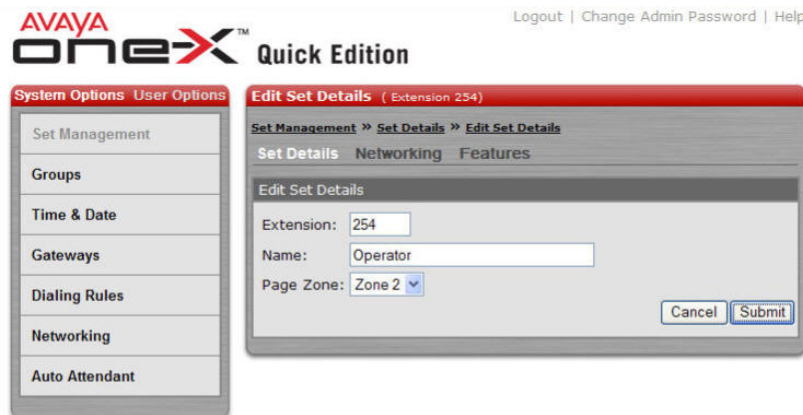 Logout | Change Admin Password | Help
AVAYA
one-X™ Quick Edition
System Options User Options
Set Management
Groups
Time & Date
Gateways
Dialing Rules
Networking
Auto Attendant
Edit Set Details ( Extension 254)
Set Management » Set Details » Edit Set Details
Set Details Networking Features
Edit Set Details
Extension: 254
Name: Operator
Page Zone: Zone 2
Cancel Submit